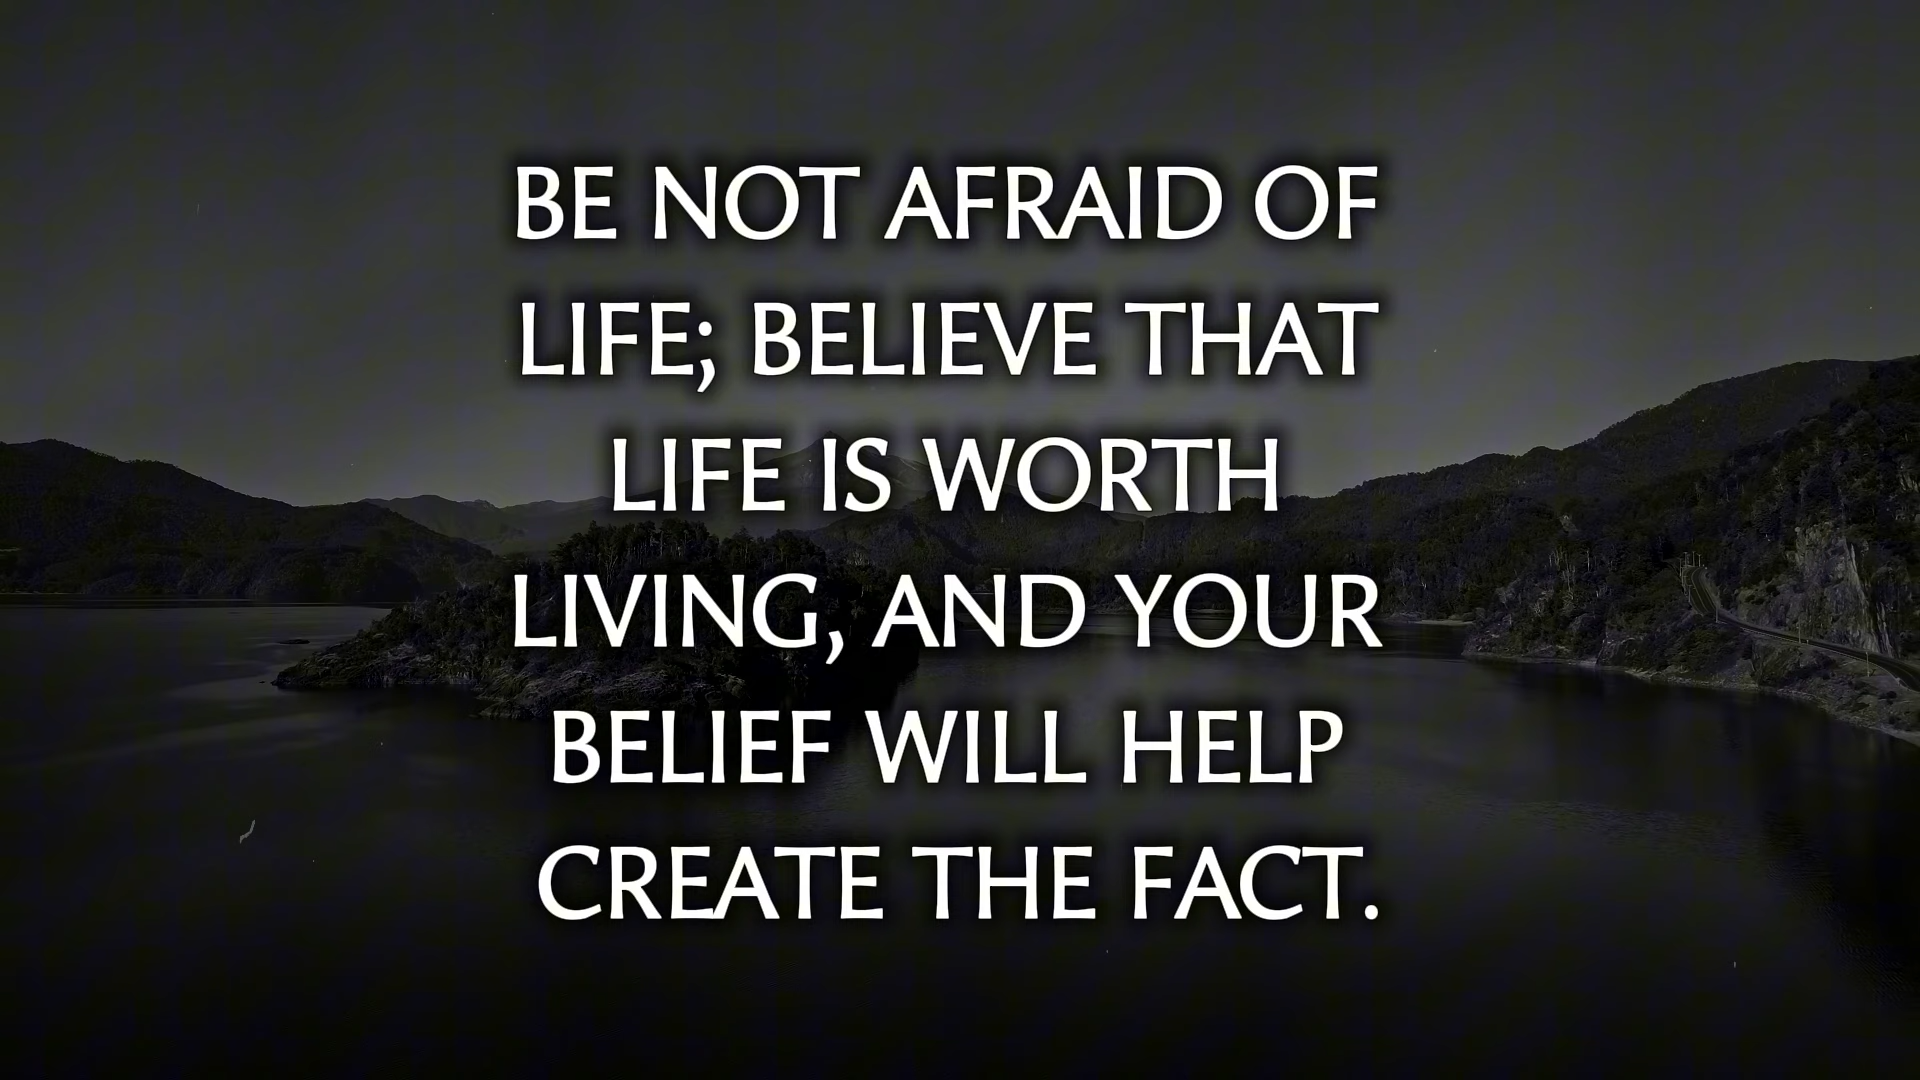 BE NOT AFRAID OF
LIFE; BELIEVE THAT
LIFE IS WORTH
LIVING, AND YOUR
BELIEF WILL HELP
CREATE THE FACT.